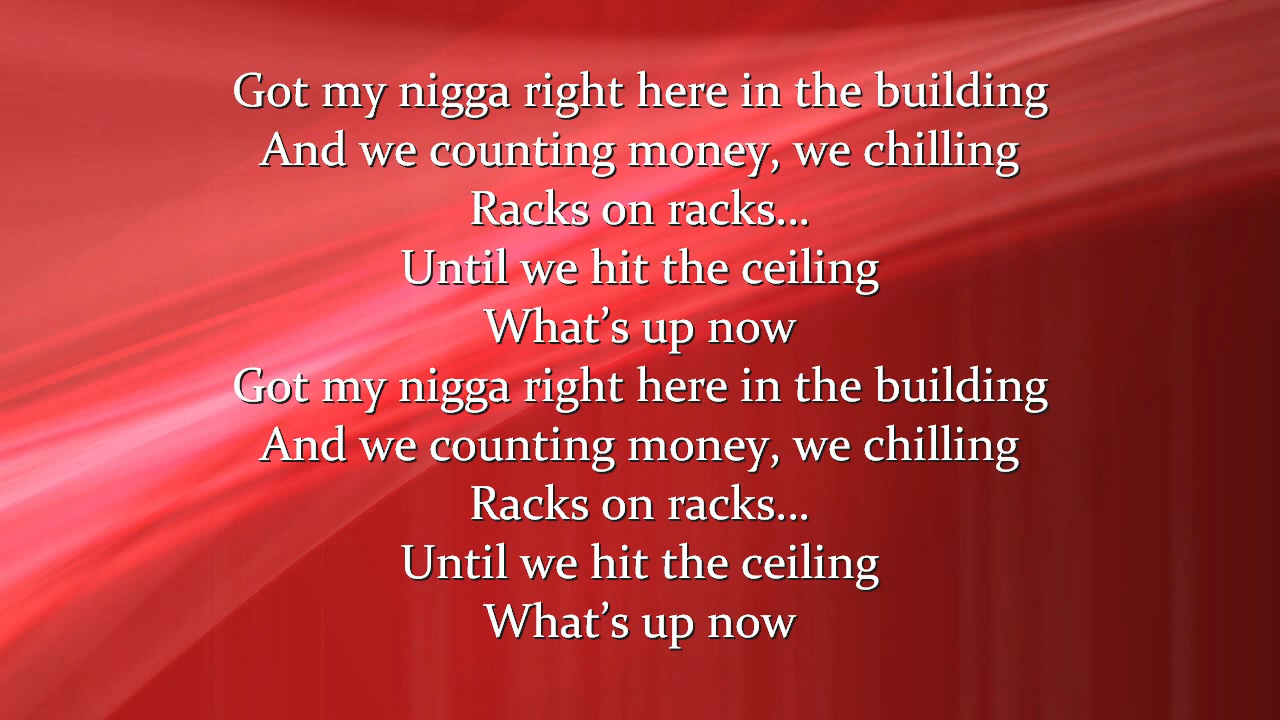 Got my nigga right here in the building
And we counting money, we chilling
Racks on racks...
Until we hit the ceiling
What's up now
Got my nigga right here in the building
And we counting money, we chilling
Racks on racks...
Until we hit the ceiling
What's up now